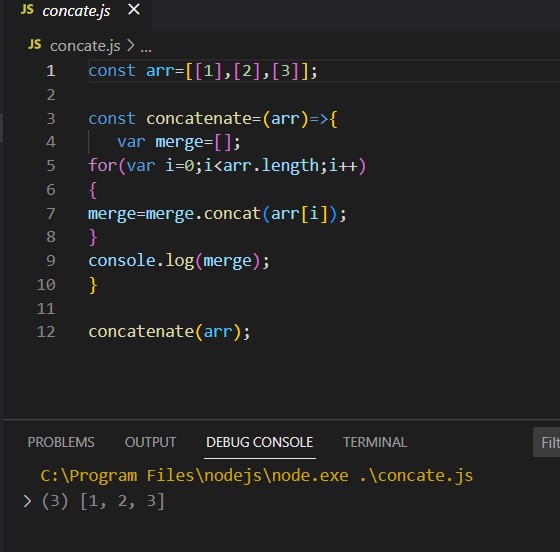 JS concate.js ×
JS concate.js > ...
1 const arr=[[1],[2],[3]];
2
3 const concatenate=(arr)=>{
4 var merge=[];
5 for(var i=0;i<arr.length;i++)
6 {
7 merge=merge.concat(arr[i]);
8 }
9 console.log(merge);
10 }
11
12 concatenate(arr);
PROBLEMS OUTPUT DEBUG CONSOLE TERMINAL Filt
C:\Program Files\nodejs\node.exe .\concate.js
> (3) [1, 2, 3]